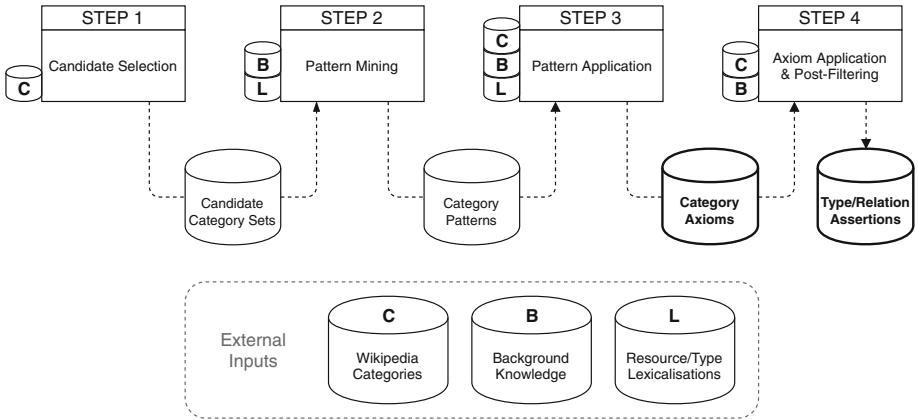 STEP 1
STEP 2
STEP 3
STEP 4
C
Candidate Selection
B
L
Pattern Mining
C
B
L
Pattern Application
C
B
Axiom Application
& Post-Filtering
Candidate
Category Sets
Category
Patterns
Category
Axioms
Type/Relation
Assertions
External
Inputs
C
Wikipedia
Categories
B
Background
Knowledge
L
Resource/Type
Lexicalisations